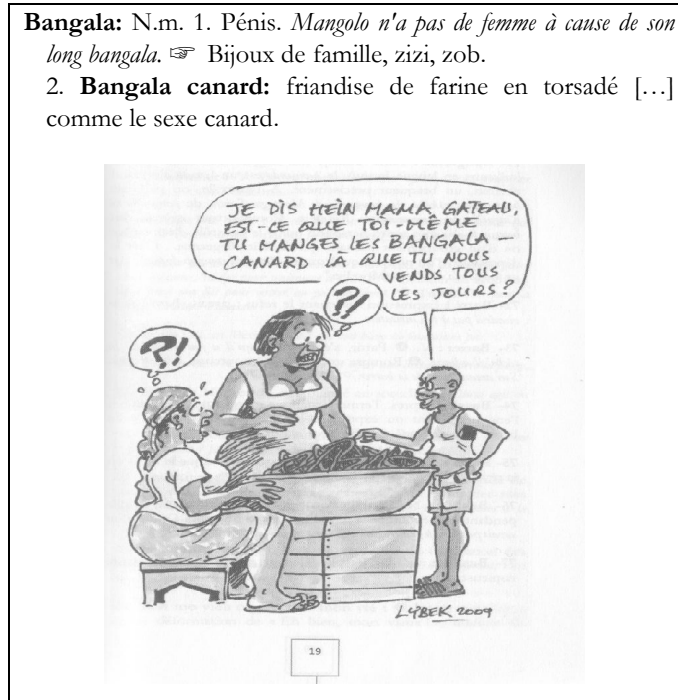 Bangala: N.m. 1. Pénis. Mangolo n'a pas de femme à cause de son
long bangala. ☞ Bijoux de famille, zizi, zob.
2. Bangala canard: friandise de farine en torsadé […]
comme le sexe canard.
JE DIS HEIN MAMA GATEAU,
EST-CE QUE TOI-MÊME
TU MANGES LES BANGALA –
CANARD LÀ QUE TU NOUS
VENDS TOUS
LES JOURS?
?!
?!
LYBEK 2009
19